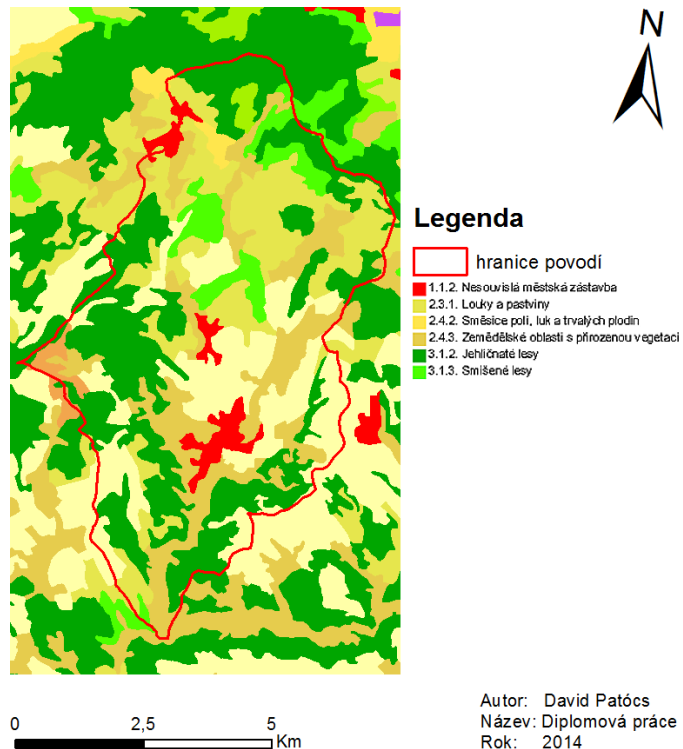 N
Legenda
hranice povodí
1.1.2. Nesouvislá městská zástavba
2.3.1. Louky a pastviny
2.4.2. Směsice polí, luk a trvalých plodin
2.4.3. Zemědělské oblasti s přirozenou vegetací
3.1.2. Jehličnaté lesy
3.1.3. Smíšené lesy
0 2,5 5
Km
Autor: David Patócs
Název: Diplomová práce
Rok: 2014